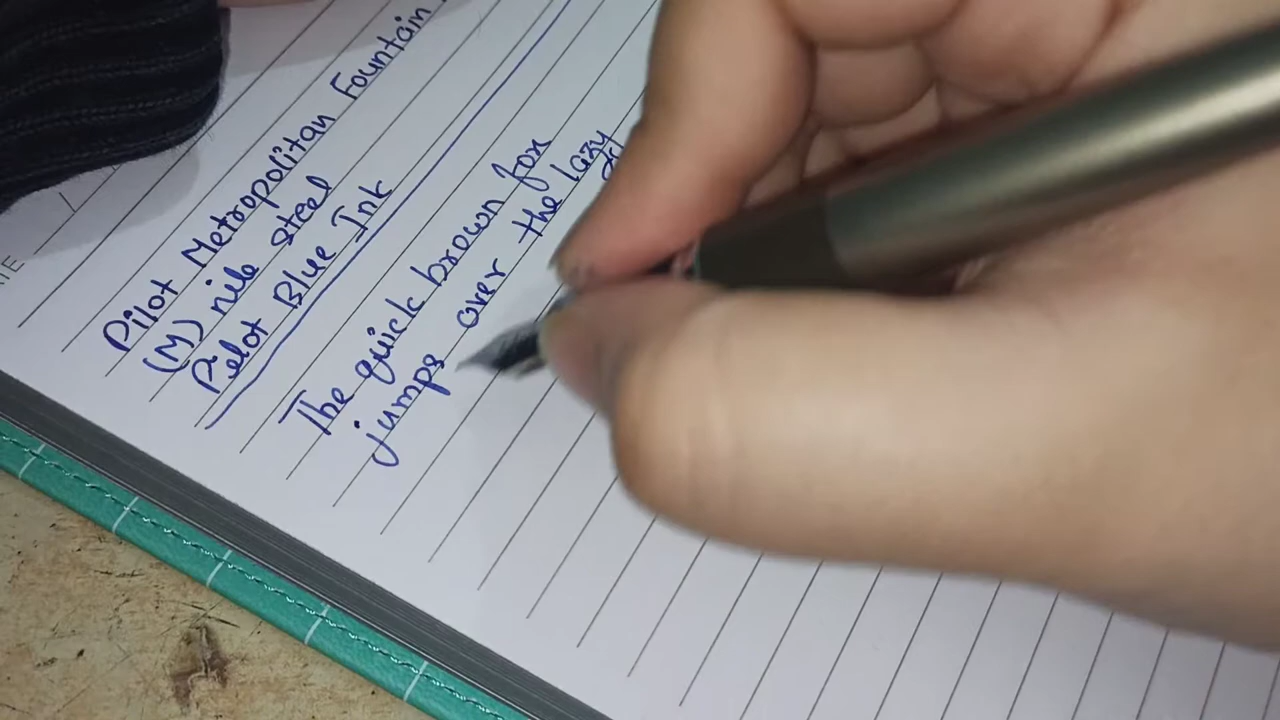 Pilot Metropolitan Fountain
(M) nib steel
Pilot Blue Ink
The quick brown fox
jumps over the lazy